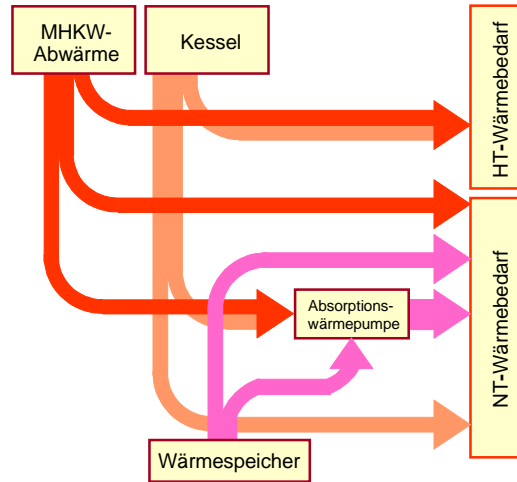 MHKW-
Abwärme
Kessel
HT-Wärmebedarf
Absorptions-
wärmepumpe
NT-Wärmebedarf
Wärmespeicher